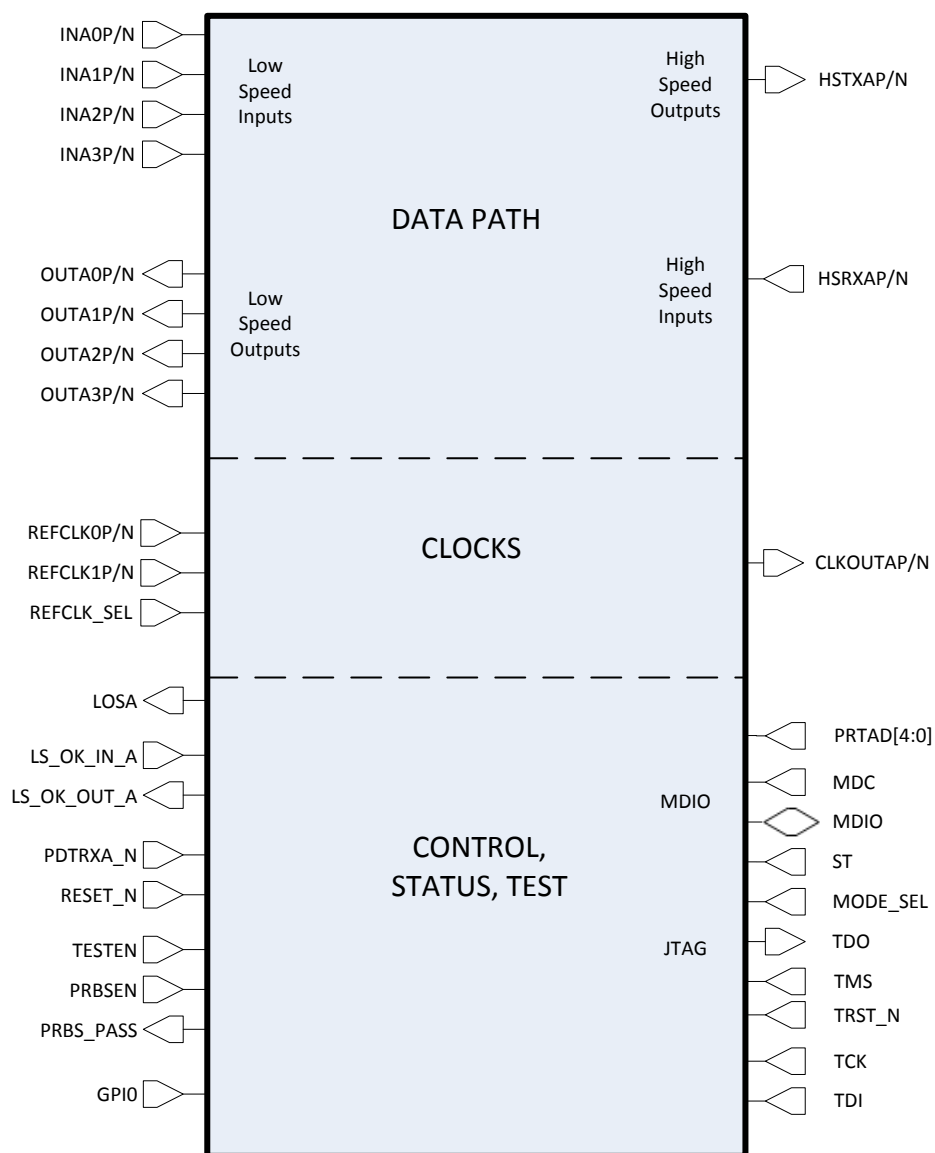 INA0P/N
INA1P/N
INA2P/N
INA3P/N
Low
Speed
Inputs
High
Speed
Outputs
HSTXAP/N
DATA PATH
OUTA0P/N
OUTA1P/N
OUTA2P/N
OUTA3P/N
Low
Speed
Outputs
High
Speed
Inputs
HSRXAP/N
REFCLK0P/N
REFCLK1P/N
REFCLK_SEL
CLOCKS
CLKOUTAP/N
LOSA
LS_OK_IN_A
LS_OK_OUT_A
PDTRXA_N
RESET_N
TESTEN
PRBSEN
PRBS_PASS
GPI0
CONTROL,
STATUS, TEST
MDIO
JTAG
PRTAD[4:0]
MDC
MDIO
ST
MODE_SEL
TDO
TMS
TRST_N
TCK
TDI